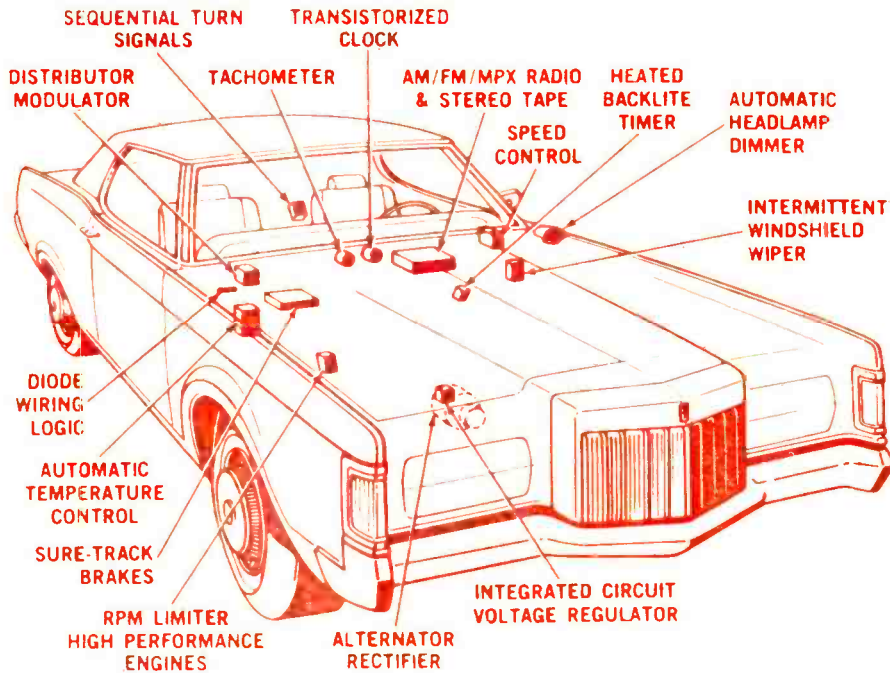 SEQUENTIAL TURN
SIGNALS
TRANSISTORIZED
CLOCK
DISTRIBUTOR
MODULATOR
TACHOMETER
AM/FM/MPX RADIO
& STEREO TAPE
HEATED
BACKLITE
TIMER
SPEED
CONTROL
AUTOMATIC
HEADLAMP
DIMMER
INTERMITTENT
WINDSHIELD
WIPER
DIODE
WIRING
LOGIC
AUTOMATIC
TEMPERATURE
CONTROL
SURE-TRACK
BRAKES
RPM LIMITER
HIGH PERFORMANCE
ENGINES
ALTERNATOR
RECTIFIER
INTEGRATED CIRCUIT
VOLTAGE REGULATOR